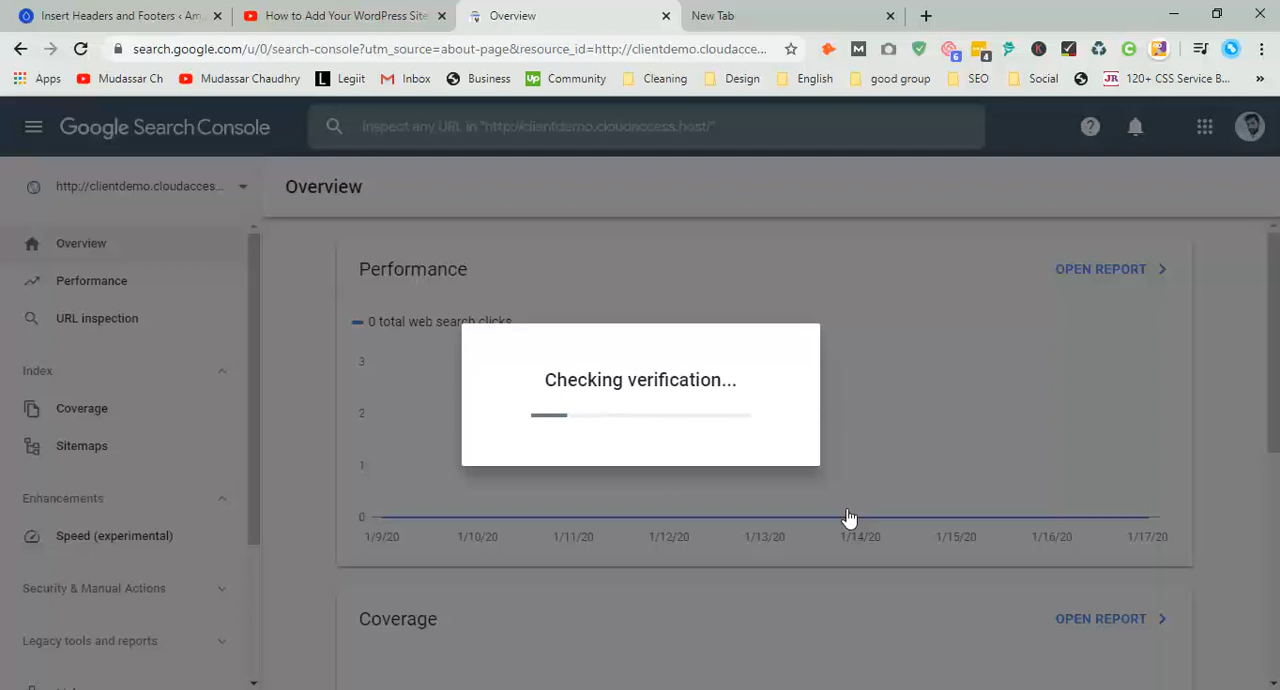 Insert Headers and Footers ‹ Am
How to Add Your WordPress Site
Overview
New Tab
search.google.com/u/0/search-console?utm_source=about-page&resource_id=http://clientdemo.cloudacce...
6
4
Apps
Mudassar Ch
Mudassar Chaudhry
Legiit
Inbox
Business
Community
Cleaning
Design
English
good group
SEO
Social
120+ CSS Service B...
»
Google Search Console
Inspect any URL in "http://clientdemo.cloudaccess.host/"
http://clientdemo.cloudacces...
Overview
Overview
Performance
URL inspection
Index
Coverage
Sitemaps
Enhancements
Speed (experimental)
Security & Manual Actions
Legacy tools and reports
Performance
OPEN REPORT
0 total web search clicks
3
2
1
0
1/9/20
1/10/20
1/11/20
1/12/20
1/13/20
1/14/20
1/15/20
1/16/20
1/17/20
Checking verification...
Coverage
OPEN REPORT